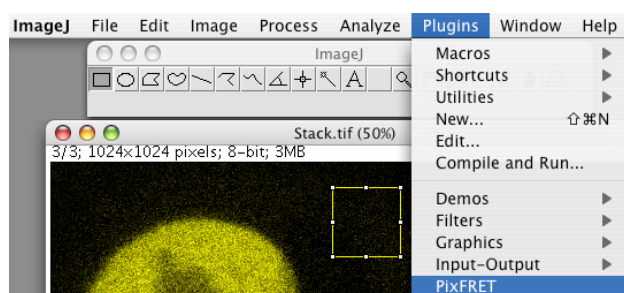 ImageJ File Edit Image Process Analyze Plugins Window Help
ImageJ
A
Stack.tif (50%)
3/3; 1024x1024 pixels; 8-bit; 3MB
Macros
Shortcuts
Utilities
New... ⇧⌘N
Edit...
Compile and Run...
Demos
Filters
Graphics
Input-Output
PixFRET